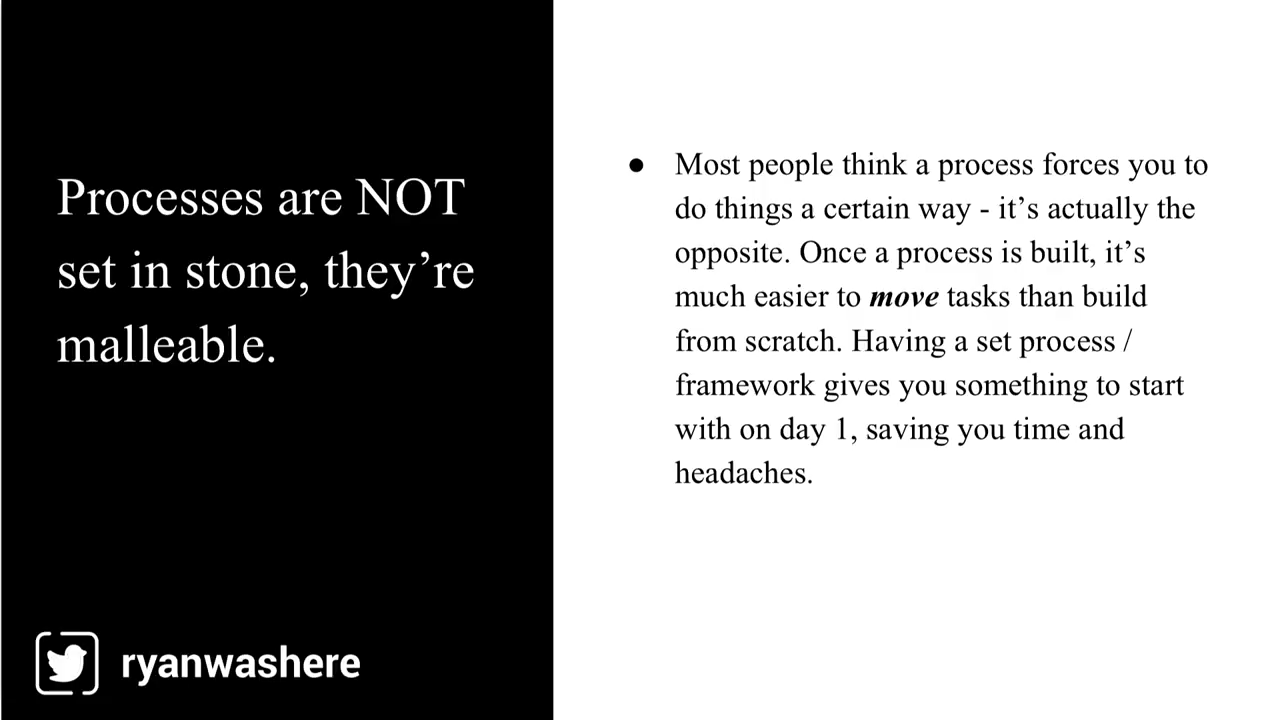 Processes are NOT
set in stone, they’re
malleable.
● Most people think a process forces you to
do things a certain way - it’s actually the
opposite. Once a process is built, it’s
much easier to move tasks than build
from scratch. Having a set process /
framework gives you something to start
with on day 1, saving you time and
headaches.
ryanwashere